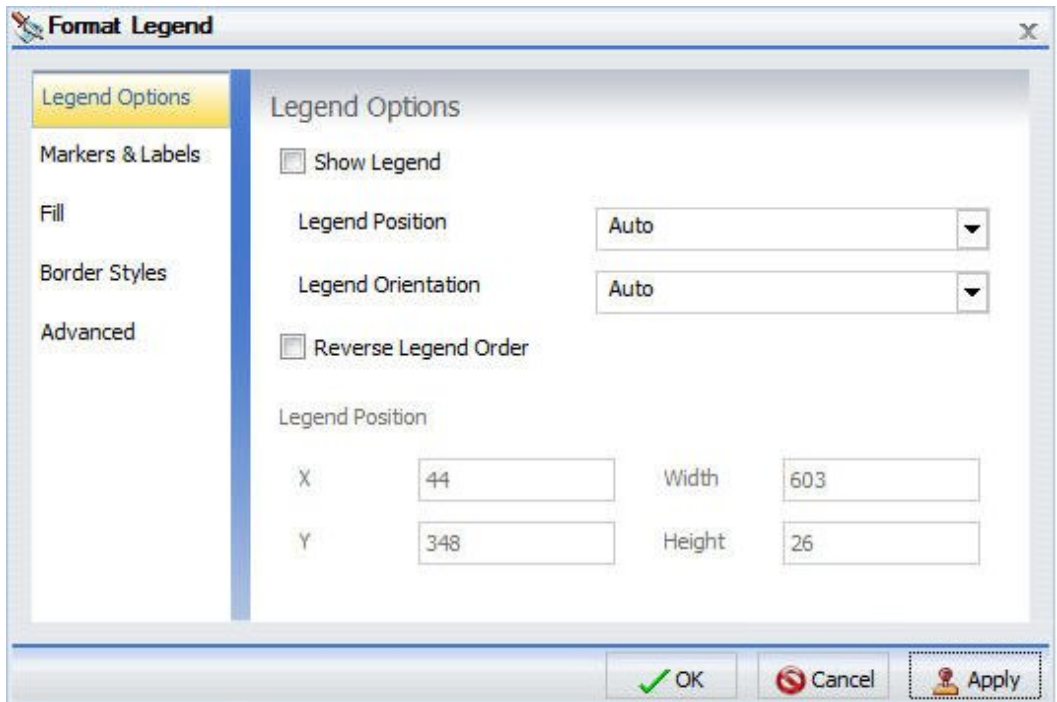 Format Legend
Legend Options
Markers & Labels
Fill
Border Styles
Advanced
Legend Options
Show Legend
Legend Position Auto
Legend Orientation Auto
Reverse Legend Order
Legend Position
X 44 Width 603
Y 348 Height 26
OK Cancel Apply